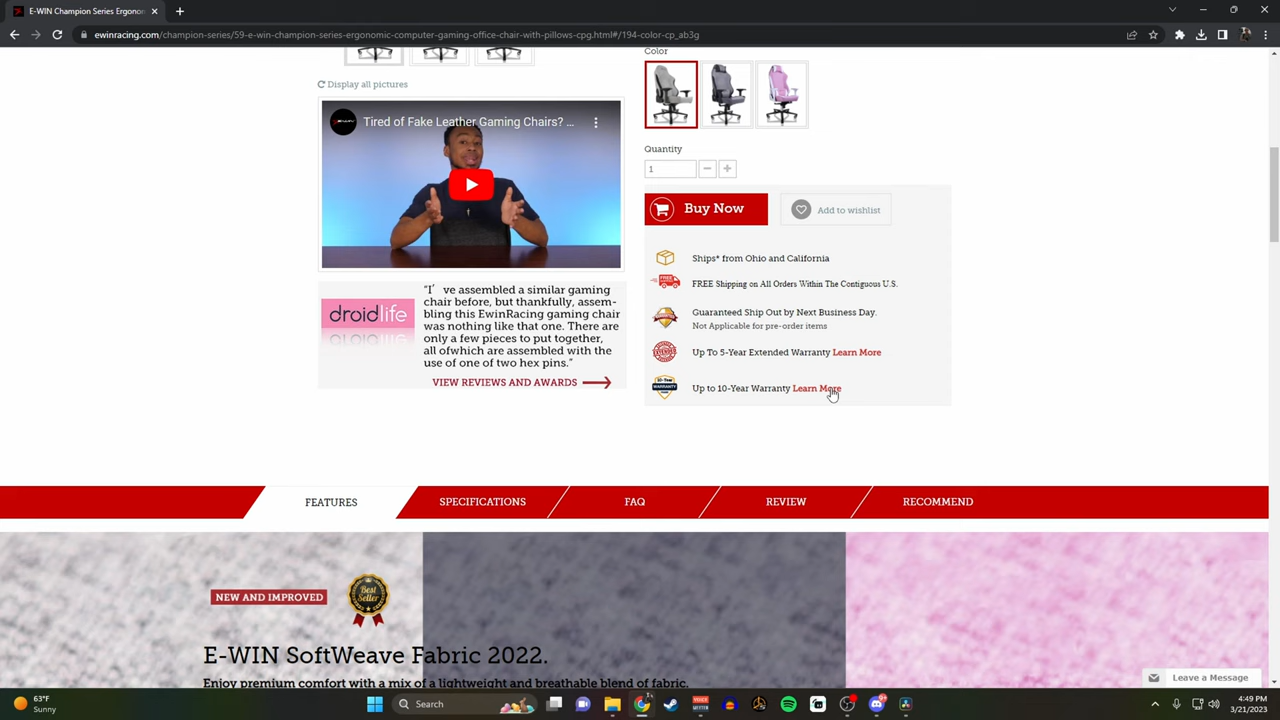 E-WIN Champion Series Ergonom
ewinracing.com/champion-series/59-e-win-champion-series-ergonomic-computer-gaming-office-chair-with-pillows-cpg.html#/194-color-cp_ab3g
Display all pictures
Tired of Fake Leather Gaming Chairs? ...
droidlife
"I' ve assembled a similar gaming
chair before, but thankfully, assem-
bling this EwinRacing gaming chair
was nothing like that one. There are
only a few pieces to put together,
all ofwhich are assembled with the
use of one of two hex pins."
VIEW REVIEWS AND AWARDS
Color
Quantity
1
Buy Now
Add to wishlist
Ships* from Ohio and California
FREE Shipping on All Orders Within The Contiguous U.S.
Guaranteed Ship Out by Next Business Day.
Not Applicable for pre-order items
Up To 5-Year Extended Warranty Learn More
Up to 10-Year Warranty Learn More
FEATURES
SPECIFICATIONS
FAQ
REVIEW
RECOMMEND
NEW AND IMPROVED
Best
Seller
E-WIN SoftWeave Fabric 2022.
Enjoy premium comfort with a mix of a lightweight and breathable blend of fabric.
Leave a Message
63°F
Sunny
Search
4:49 PM
3/21/2023